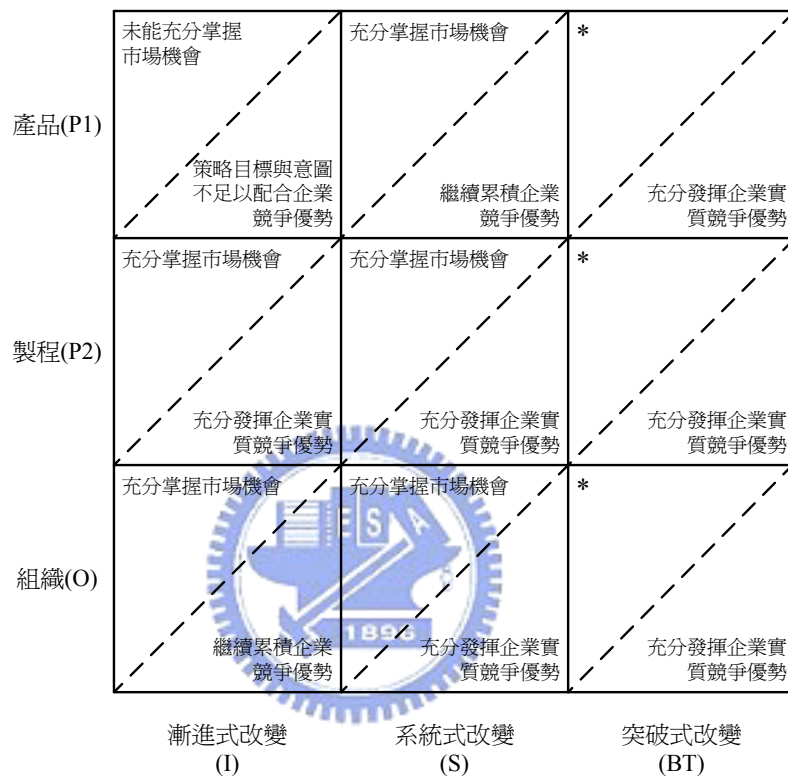 未能充分掌握
市場機會
充分掌握市場機會
*
產品(P1)
策略目標與意圖
不足以配合企業
競爭優勢
繼續累積企業
競爭優勢
充分發揮企業實
質競爭優勢
充分掌握市場機會
充分掌握市場機會
*
製程(P2)
充分發揮企業實
質競爭優勢
充分發揮企業實
質競爭優勢
充分發揮企業實
質競爭優勢
充分掌握市場機會
充分掌握市場機會
*
ESA
組織(O)
1896
繼續累積企業
競爭優勢
充分發揮企業實
質競爭優勢
充分發揮企業實
質競爭優勢
漸進式改變
(I)
系統式改變
(S)
突破式改變
(BT)